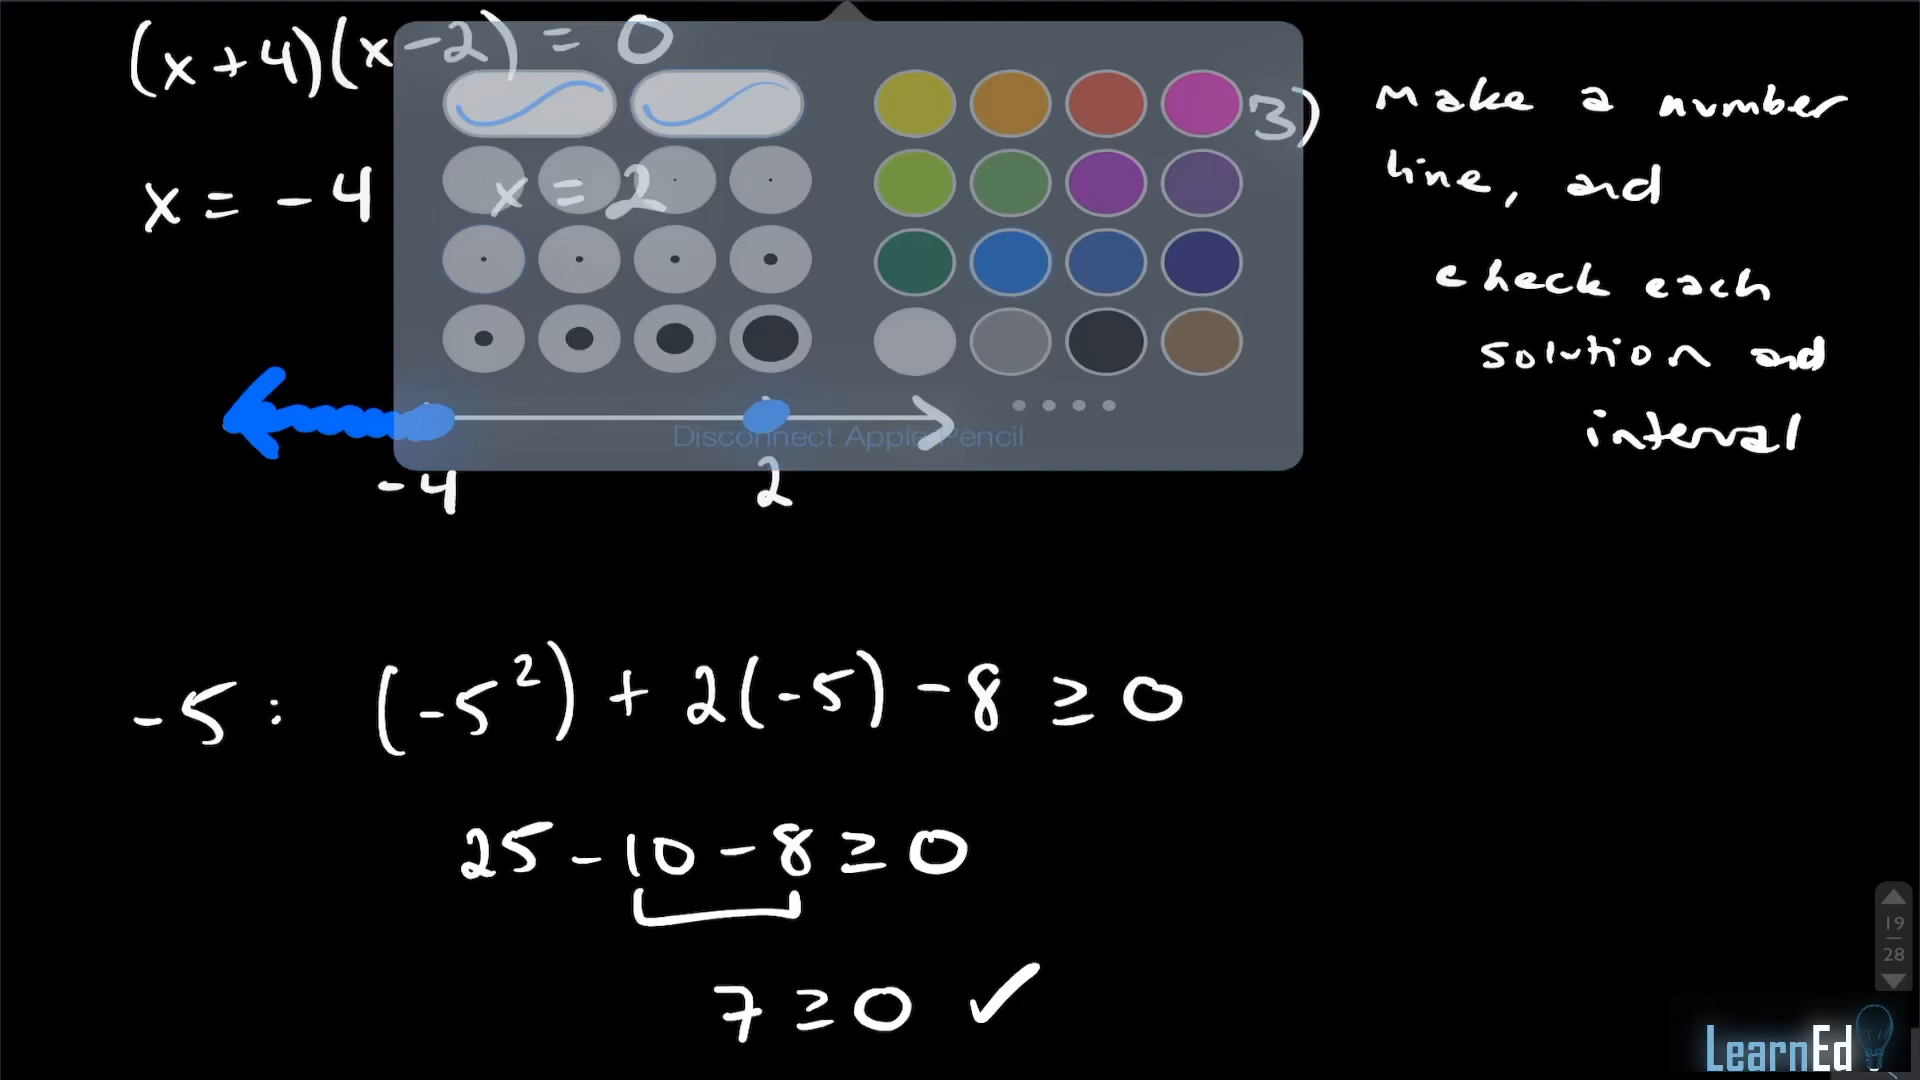 (x+4)(x-2) = 0
x = -4 x = 2
3) Make a number
line, and
check each
solution and
interval
Disconnect Apple Pencil
-4 2
-5: (-5²) + 2(-5) - 8 ≥ 0
25 - 10 - 8 ≥ 0
7 ≥ 0 ✓
19
28
LearnEd